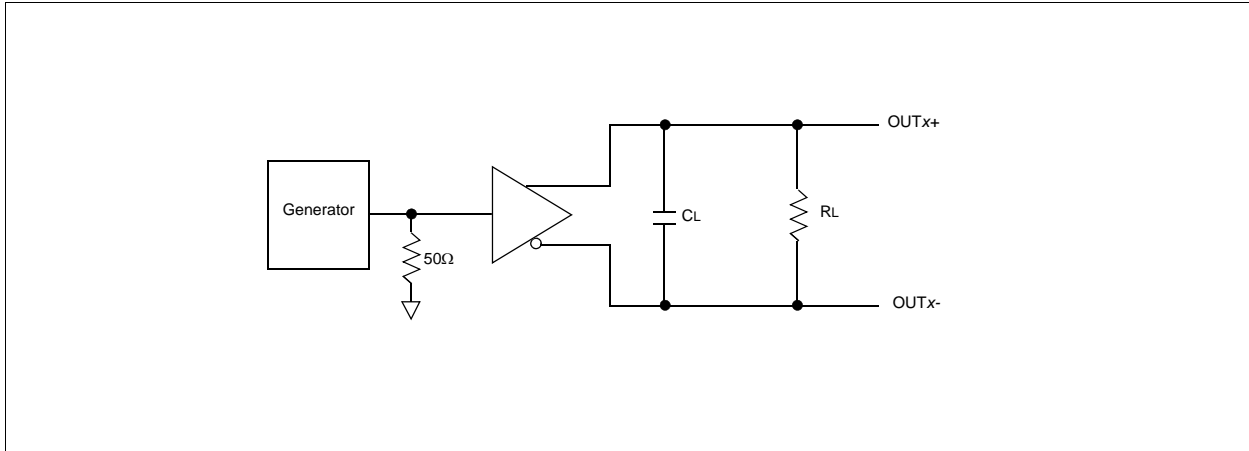 OUTx+
Generator
CL
RL
50Ω
OUTx-